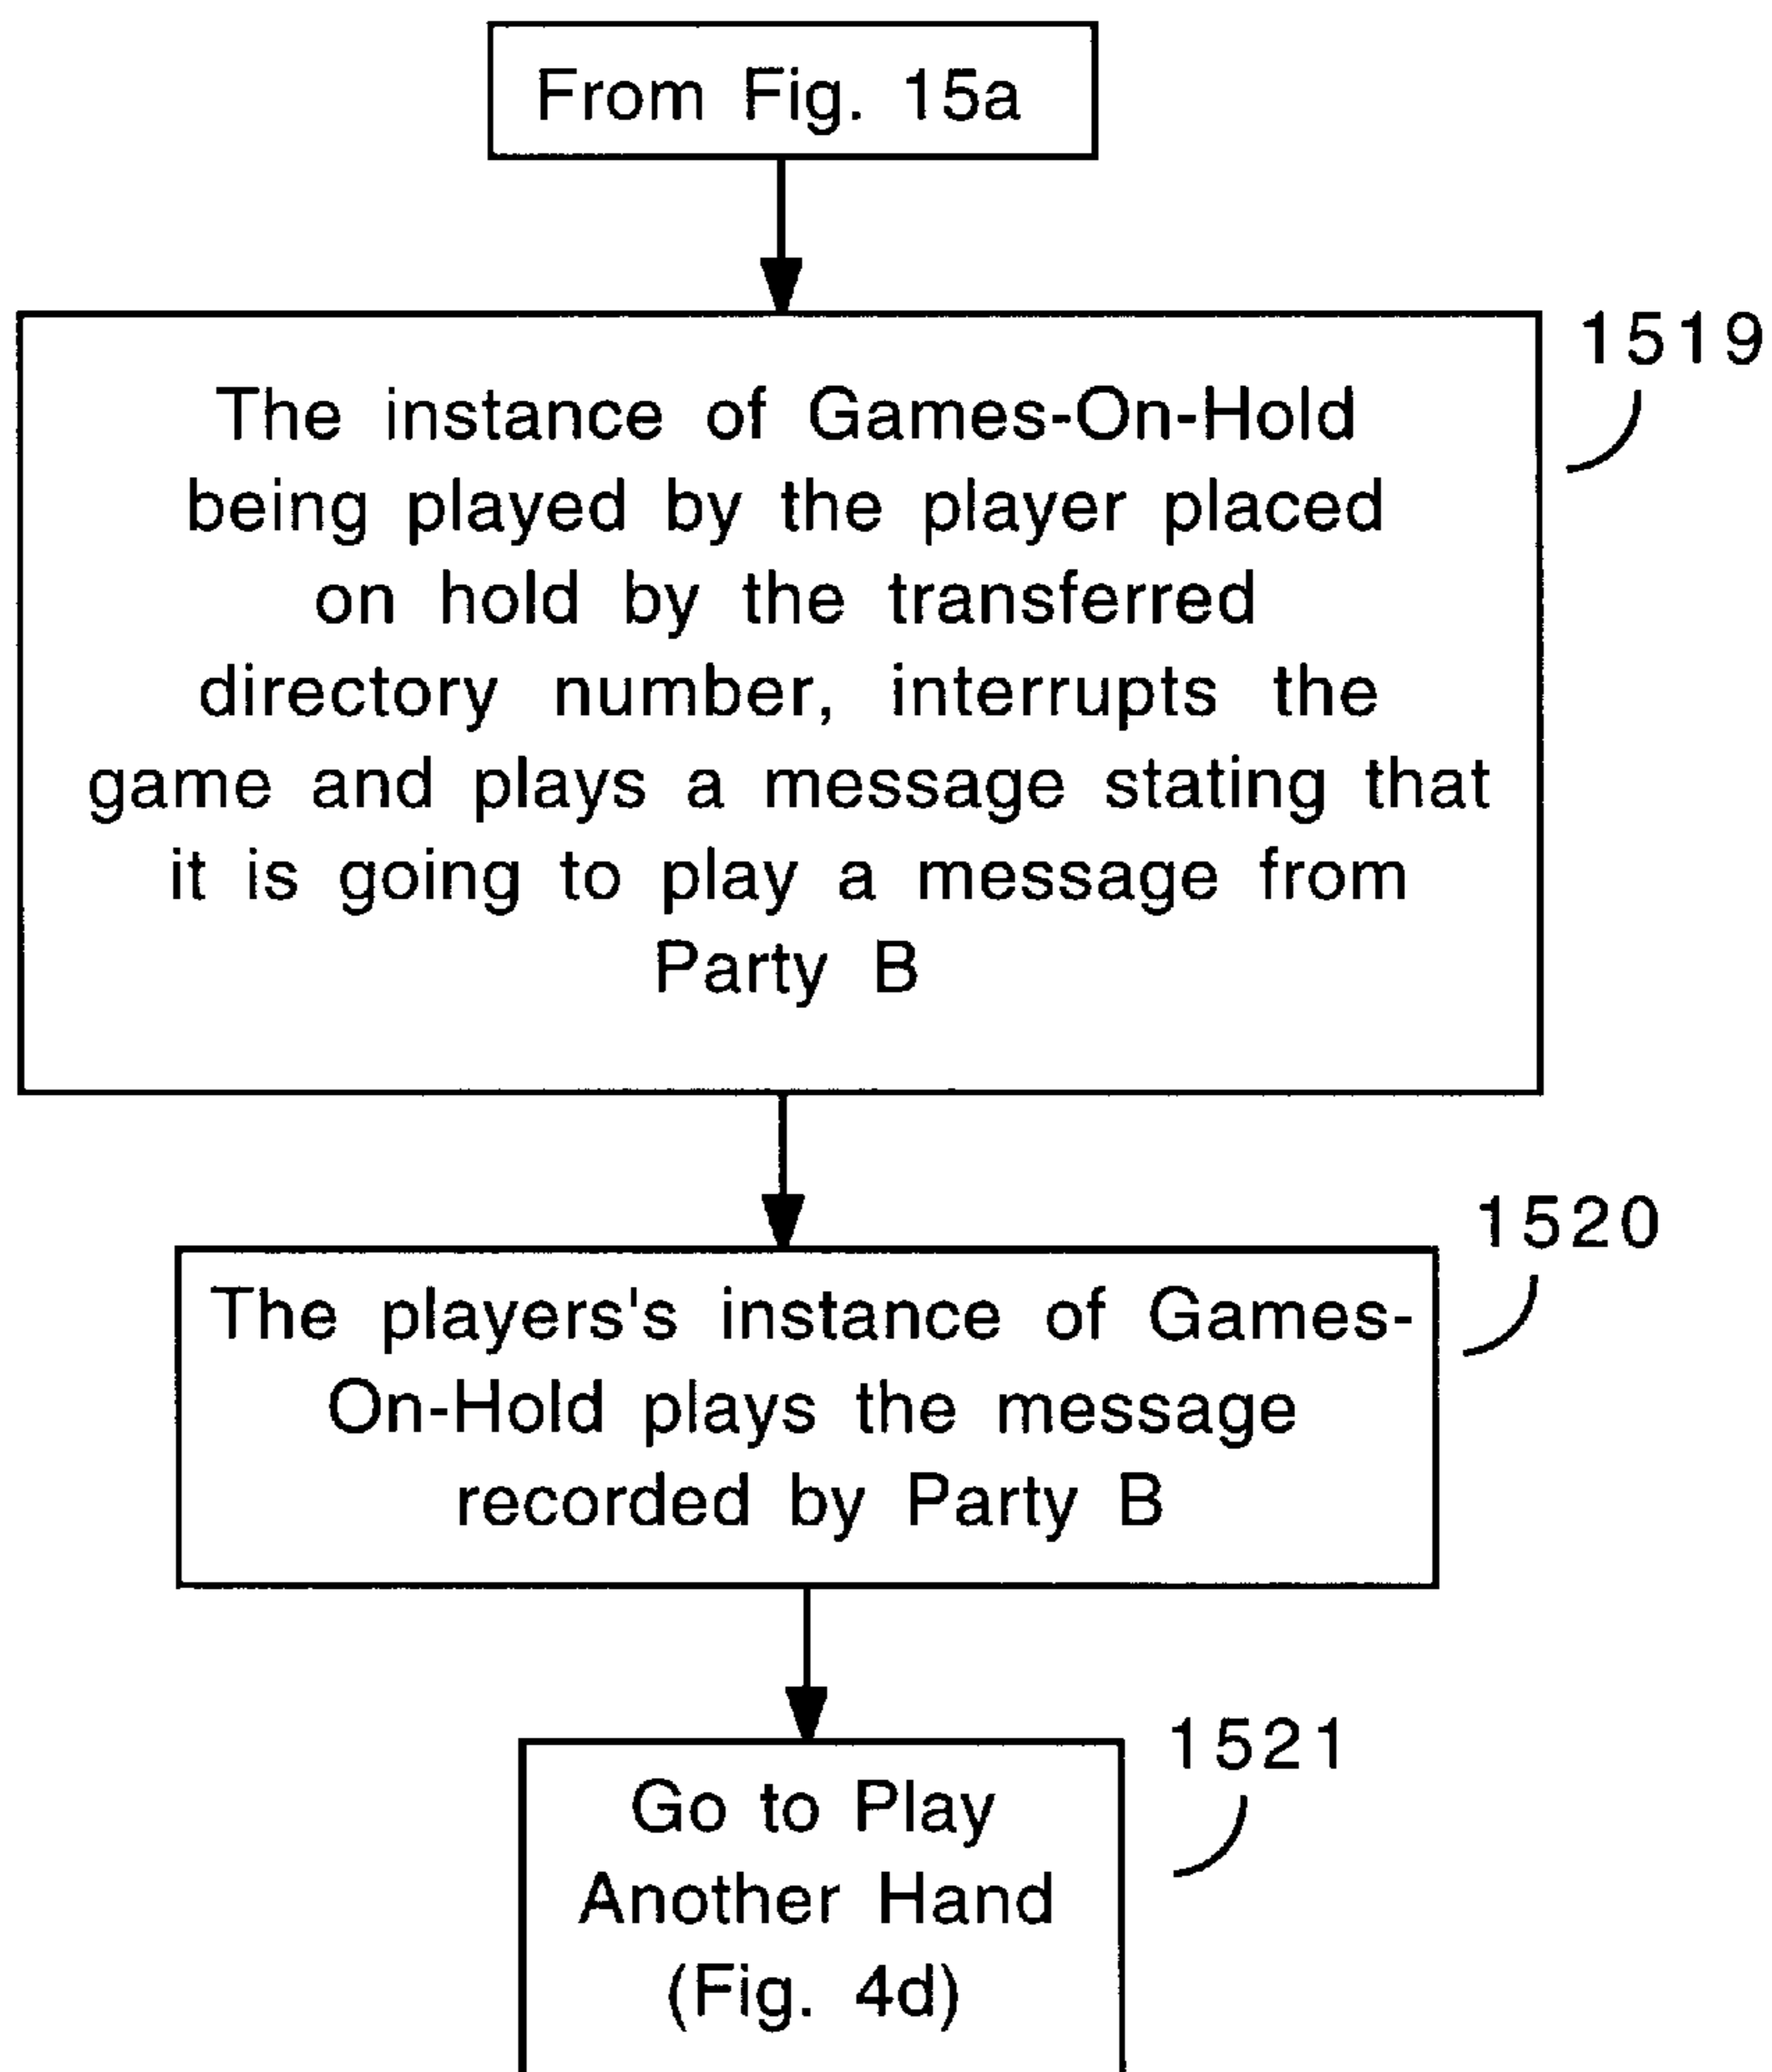 From Fig. 15a
1519
The instance of Games-On-Hold
being played by the player placed
on hold by the transferred
directory number, interrupts the
game and plays a message stating that
it is going to play a message from
Party B
1520
The players's instance of Games-
On-Hold plays the message
recorded by Party B
1521
Go to Play
Another Hand
(Fig. 4d)